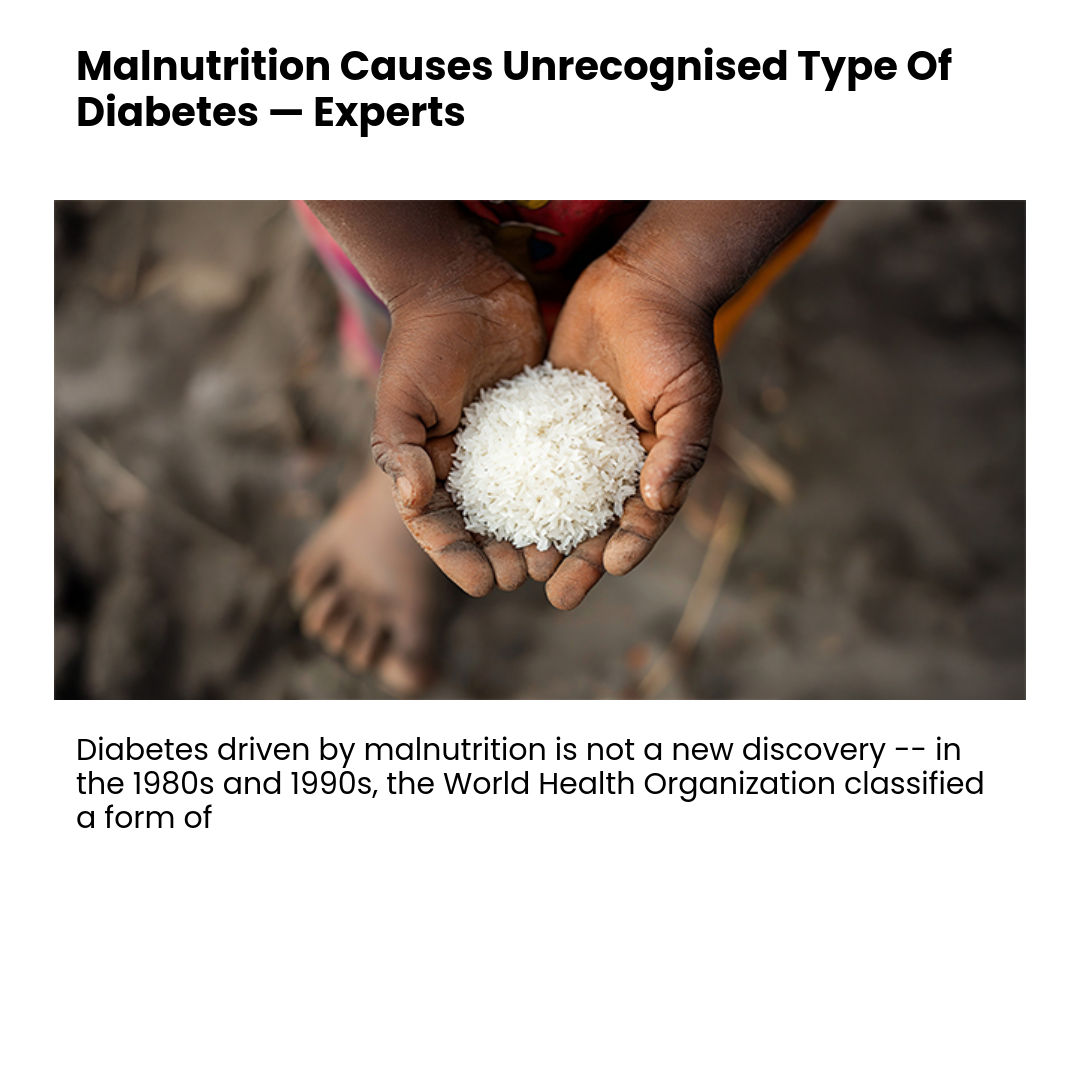 Malnutrition Causes Unrecognised Type Of
Diabetes — Experts
Diabetes driven by malnutrition is not a new discovery -- in
the 1980s and 1990s, the World Health Organization classified
a form of